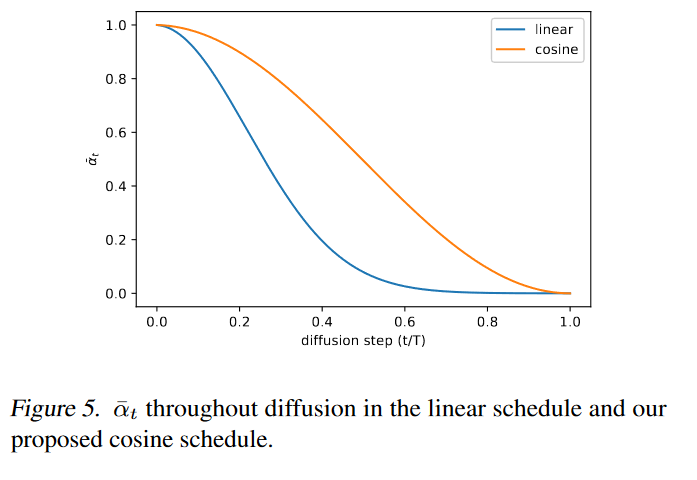 1.0
0.8
0.6
0.4
0.2
0.0
ᾱt
linear
cosine
0.0 0.2 0.4 0.6 0.8 1.0
diffusion step (t/T)
Figure 5. ᾱt throughout diffusion in the linear schedule and our
proposed cosine schedule.